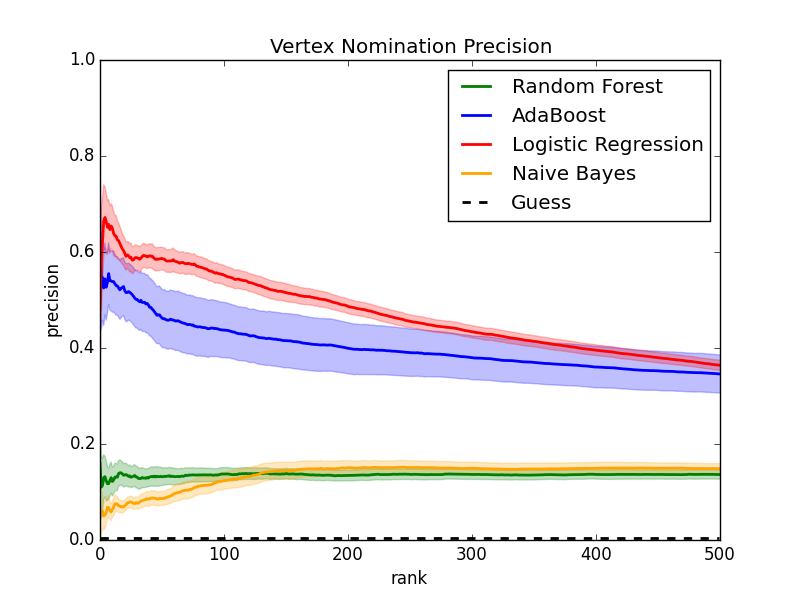 Vertex Nomination Precision
1.0
0.8
0.6
0.4
0.2
0.0
precision
Random Forest
AdaBoost
Logistic Regression
Naive Bayes
Guess
0 100 200 300 400 500
rank